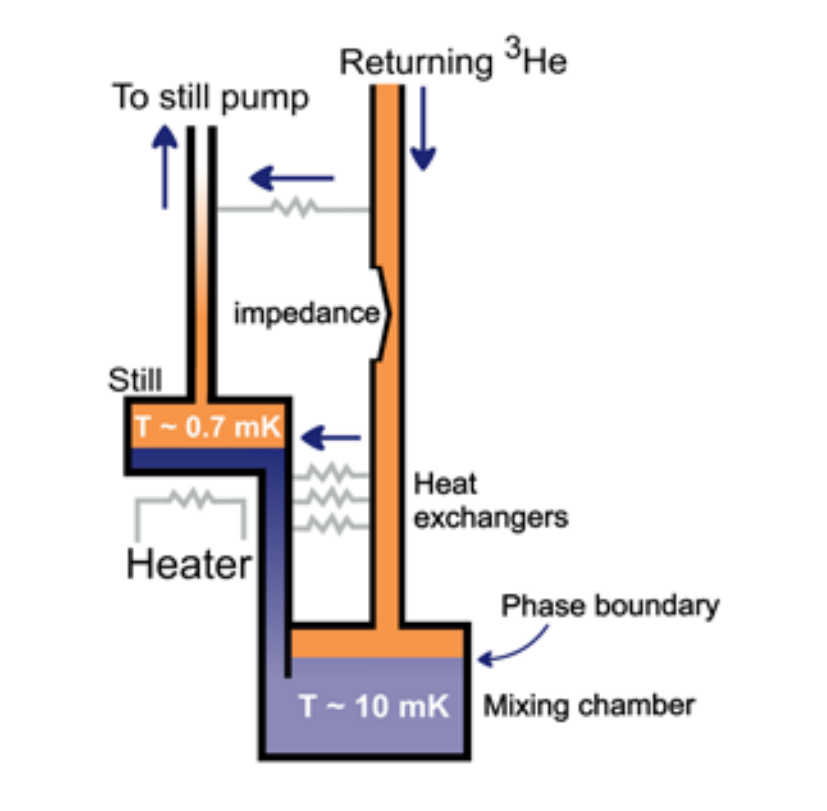 Returning ³He
To still pump
impedance
Still
T ~ 0.7 mK
Heat
exchangers
Heater
Phase boundary
T ~ 10 mK
Mixing chamber